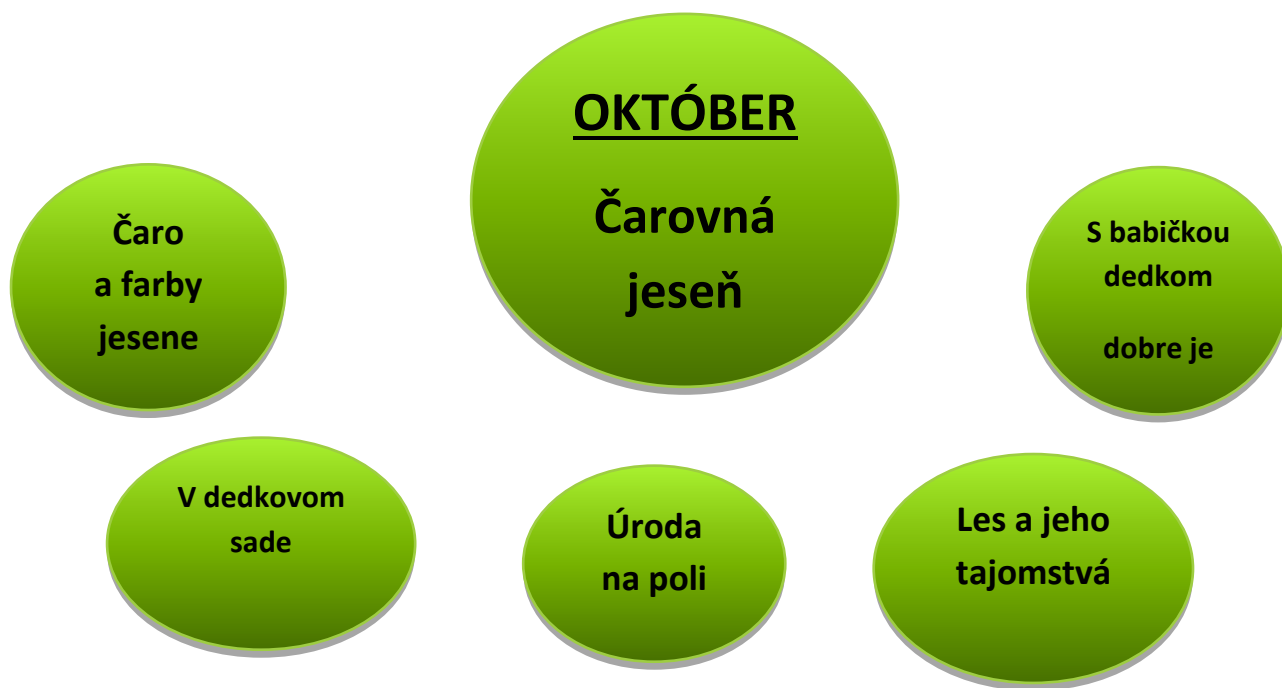 OKTÓBER
Čarovná
jeseň
Čaro
a farby
jesene
S babičkou
dedkom
dobre je
V dedkovom
sade
Úroda
na poli
Les a jeho
tajomstvá